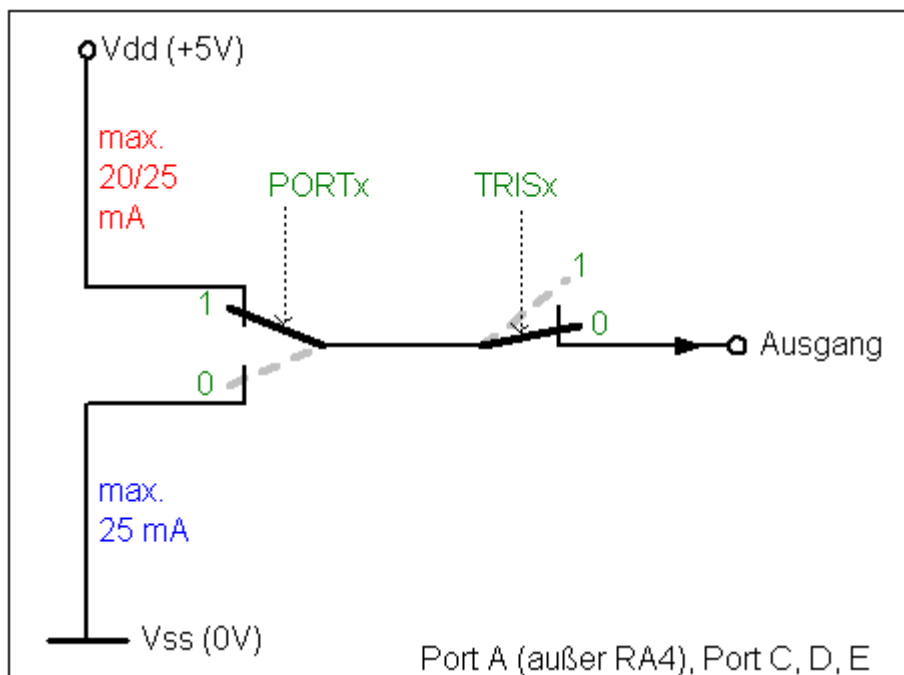 Vdd (+5V)
max.
20/25
mA
PORTx
TRISx
1
1
0
0
Ausgang
max.
25 mA
Vss (0V)
Port A (außer RA4), Port C, D, E